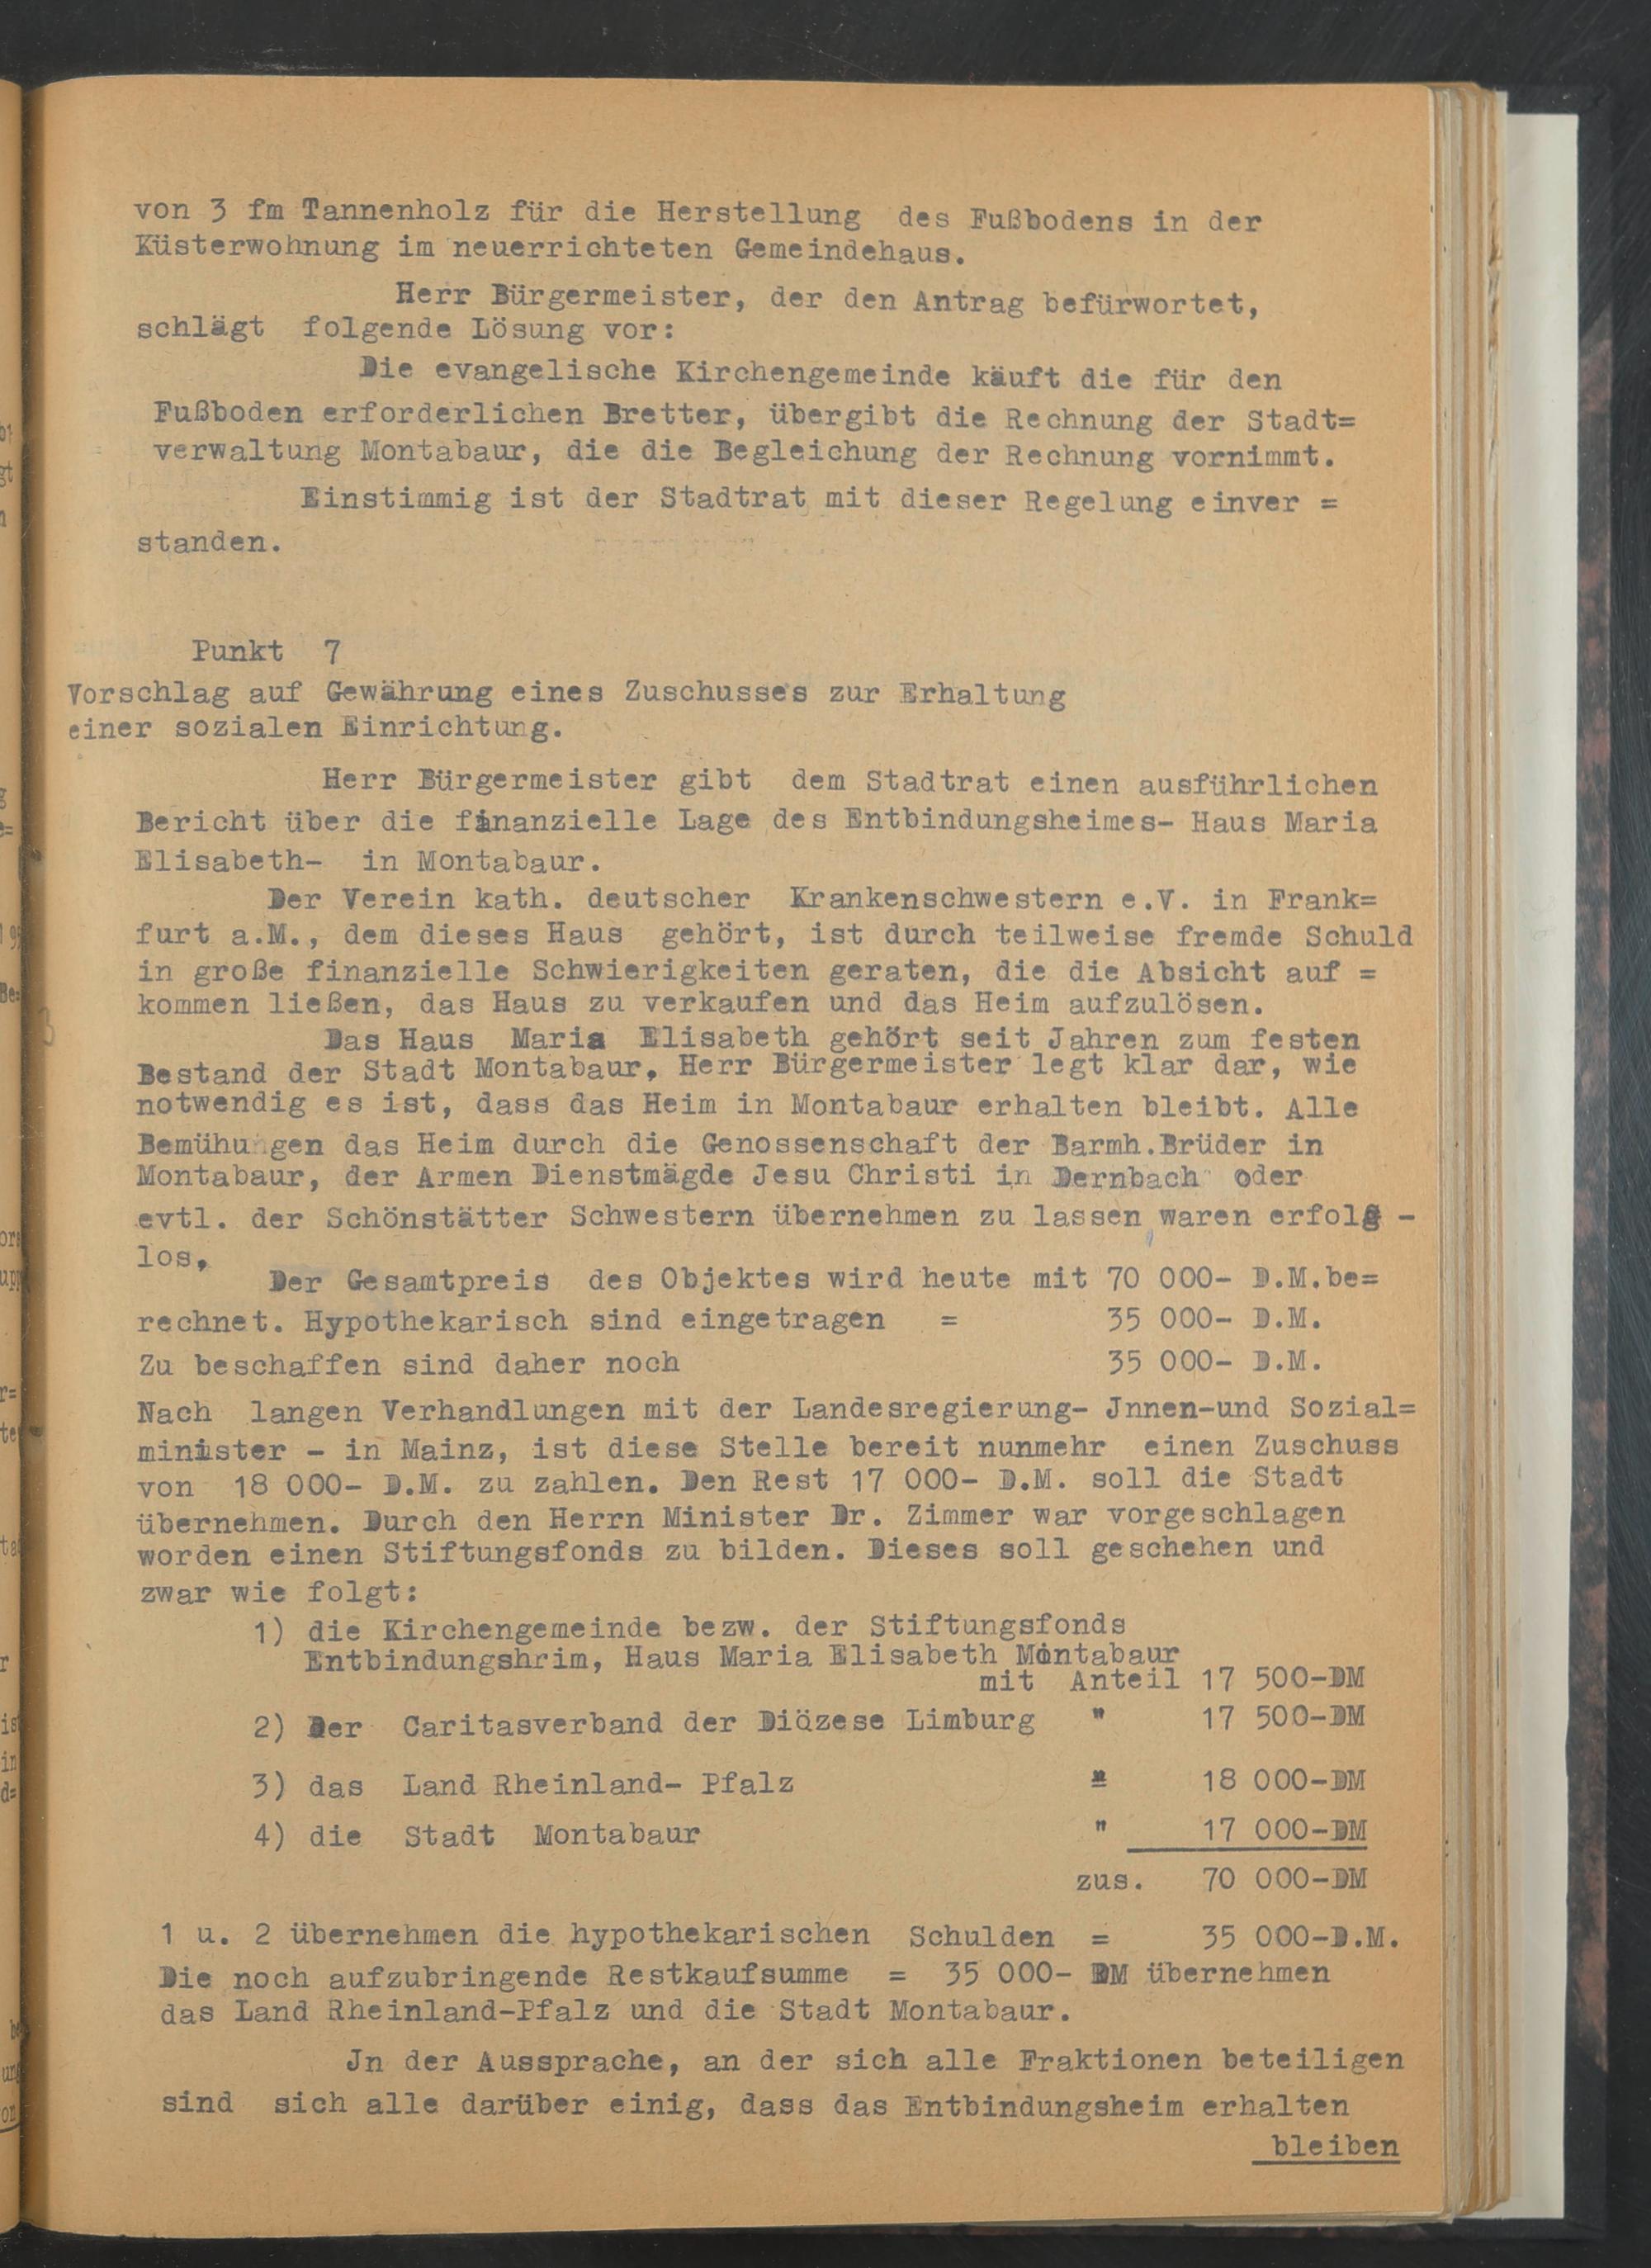 von 3 fm Tannenholz für die Herstellung des Fußbodens in der
Küsterwohnung im neuerrichteten Gemeindehaus.
Herr Bürgermeister, der den Antrag befürwortet,
schlägt folgende Lösung vor:
Die evangelische Kirchengemeinde käuft die für den
Fußboden erforderlichen Bretter, übergibt die Rechnung der Stadt=
verwaltung Montabaur, die die Begleichung der Rechnung vornimmt.
Einstimmig ist der Stadtrat mit dieser Regelung einver =
standen.
Punkt 7
Vorschlag auf Gewährung eines Zuschusses zur Erhaltung
einer sozialen Einrichtung.
Herr Bürgermeister gibt dem Stadtrat einen ausführlichen
Bericht über die finanzielle Lage des Entbindungsheimes- Haus Maria
Elisabeth- in Montabaur.
Der Verein kath. deutscher Krankenschwestern e.V. in Frank=
furt a.M., dem dieses Haus gehört, ist durch teilweise fremde Schuld
in große finanzielle Schwierigkeiten geraten, die die Absicht auf =
kommen ließen, das Haus zu verkaufen und das Heim aufzulösen.
Das Haus Maria Elisabeth gehört seit Jahren zum festen
Bestand der Stadt Montabaur. Herr Bürgermeister legt klar dar, wie
notwendig es ist, dass das Heim in Montabaur erhalten bleibt. Alle
Bemühungen das Heim durch die Genossenschaft der Barmh.Brüder in
Montabaur, der Armen Dienstmägde Jesu Christi in Dernbach oder
evtl. der Schönstätter Schwestern übernehmen zu lassen waren erfolg -
los.
Der Gesamtpreis des Objektes wird heute mit 70 000- D.M.be=
rechnet. Hypothekarisch sind eingetragen = 35 000- D.M.
Zu beschaffen sind daher noch 35 000- D.M.
Nach langen Verhandlungen mit der Landesregierung- Jnnen-und Sozial=
minister - in Mainz, ist diese Stelle bereit nunmehr einen Zuschuss
von 18 000- D.M. zu zahlen. Den Rest 17 000- D.M. soll die Stadt
übernehmen. Durch den Herrn Minister Dr. Zimmer war vorgeschlagen
worden einen Stiftungsfonds zu bilden. Dieses soll geschehen und
zwar wie folgt:
1) die Kirchengemeinde bezw. der Stiftungsfonds
Entbindungshrim, Haus Maria Elisabeth Montabaur
mit Anteil 17 500-DM
2) Der Caritasverband der Diözese Limburg " 17 500-DM
3) das Land Rheinland- Pfalz " 18 000-DM
4) die Stadt Montabaur " 17 000-DM
zus. 70 000-DM
1 u. 2 übernehmen die hypothekarischen Schulden = 35 000-D.M.
Die noch aufzubringende Restkaufsumme = 35 000- DM übernehmen
das Land Rheinland-Pfalz und die Stadt Montabaur.
Jn der Aussprache, an der sich alle Fraktionen beteiligen
sind sich alle darüber einig, dass das Entbindungsheim erhalten
bleiben